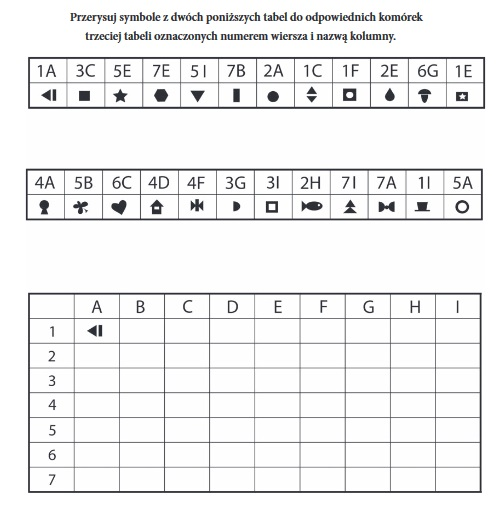 Przerysuj symbole z dwóch poniższych tabel do odpowiednich komórek
trzeciej tabeli oznaczonych numerem wiersza i nazwą kolumny.
1A 3C 5E 7E 5I 7B 2A 1C 1F 2E 6G 1E
4A 5B 6C 4D 4F 3G 3I 2H 7I 7A 1I 5A
A B C D E F G H I
1
2
3
4
5
6
7